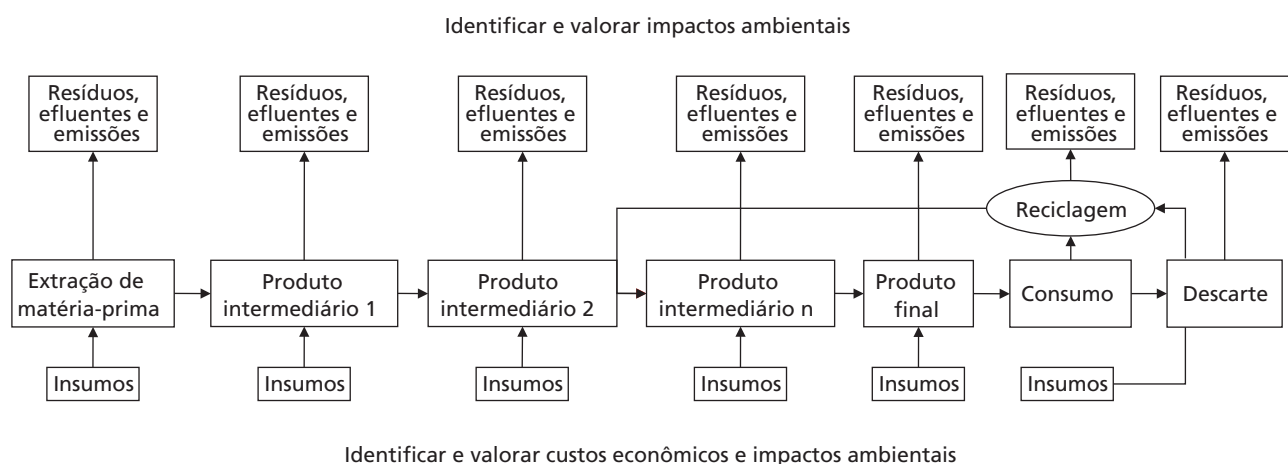 Identificar e valorar impactos ambientais
Resíduos,
efluentes e
emissões
Resíduos,
efluentes e
emissões
Resíduos,
efluentes e
emissões
Resíduos,
efluentes e
emissões
Resíduos,
efluentes e
emissões
Resíduos,
efluentes e
emissões
Resíduos,
efluentes e
emissões
Reciclagem
Extração de
matéria-prima
Produto
intermediário 1
Produto
intermediário 2
Produto
intermediário n
Produto
final
Consumo
Descarte
Insumos
Insumos
Insumos
Insumos
Insumos
Insumos
Identificar e valorar custos econômicos e impactos ambientais